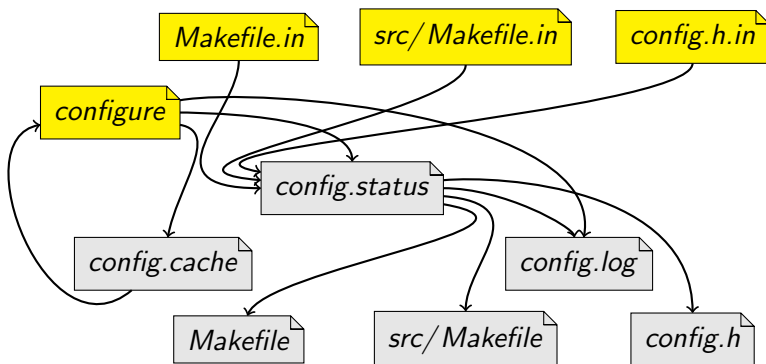 Makefile.in
src/Makefile.in
config.h.in
configure
config.status
config.cache
config.log
Makefile
src/Makefile
config.h